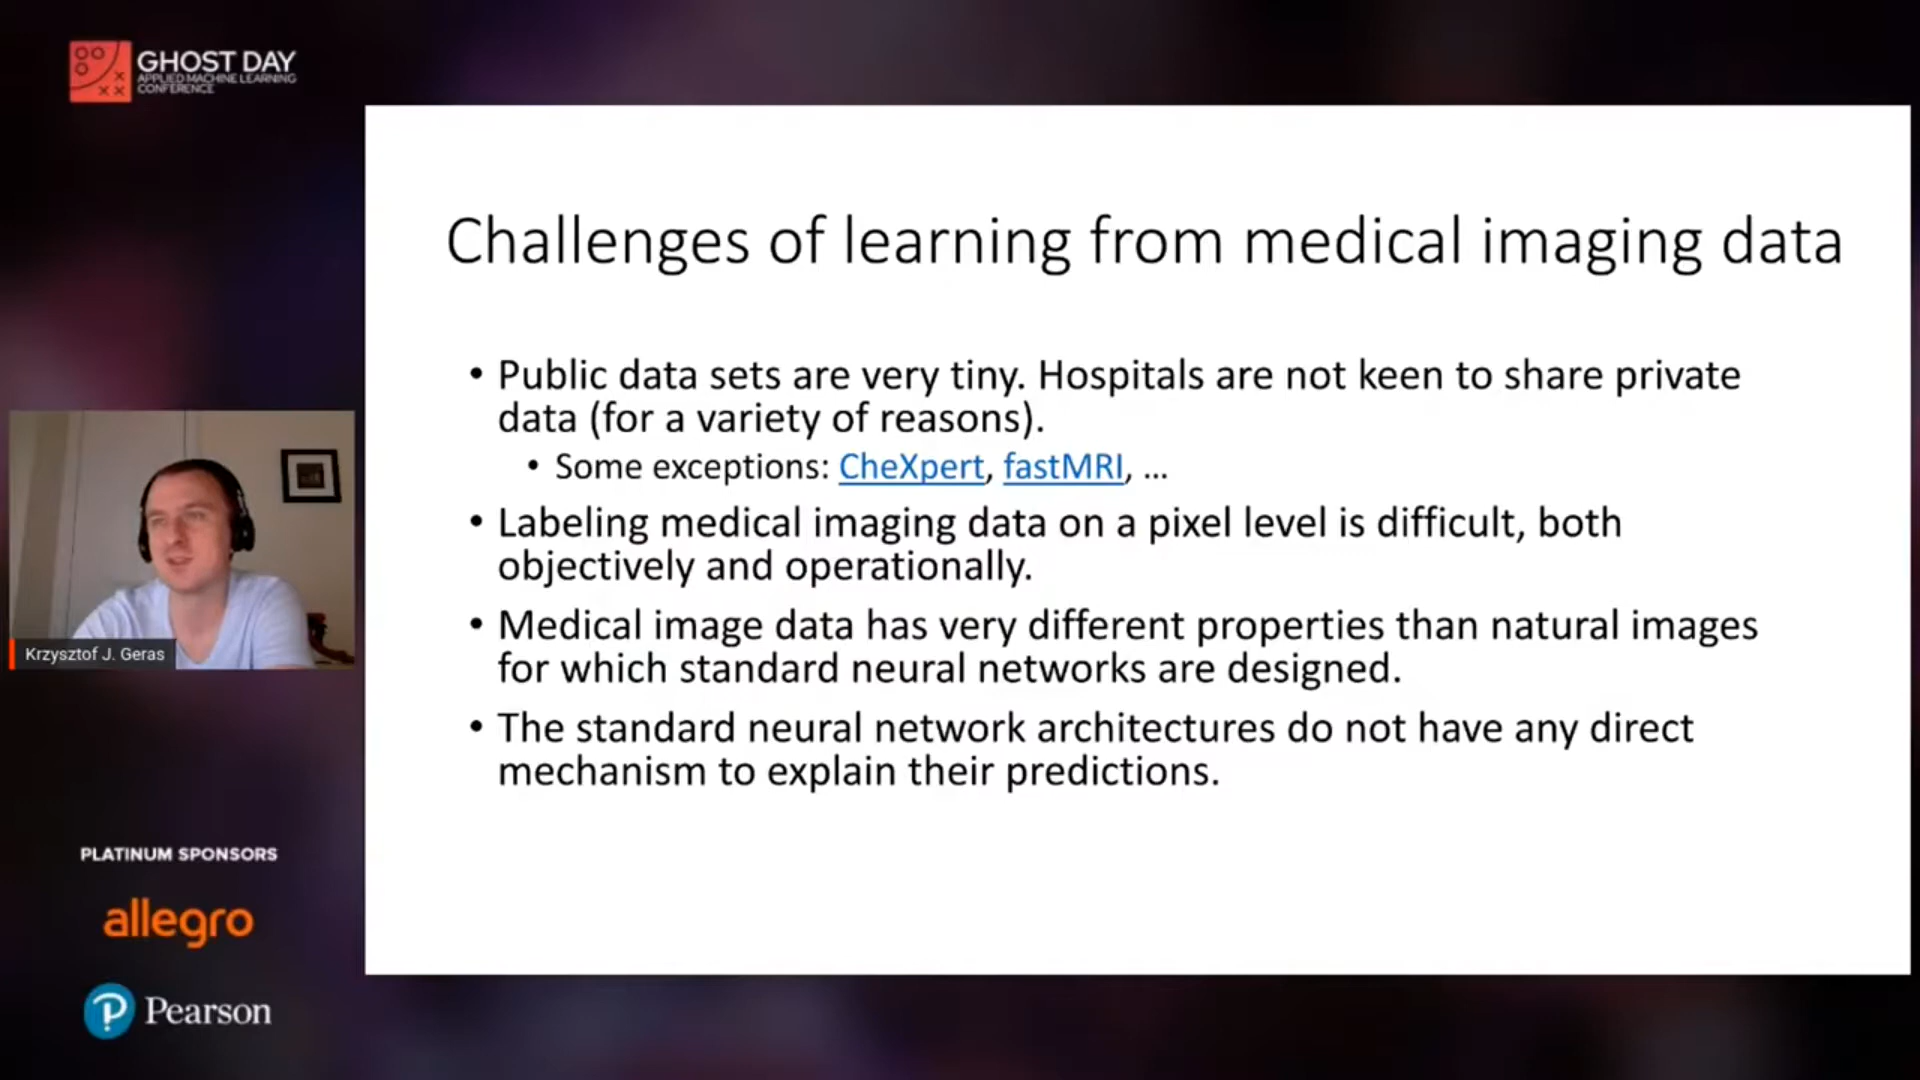 GHOST DAY
APPLIED MACHINE LEARNING
CONFERENCE
Challenges of learning from medical imaging data
• Public data sets are very tiny. Hospitals are not keen to share private
data (for a variety of reasons).
• Some exceptions: CheXpert, fastMRI, ...
• Labeling medical imaging data on a pixel level is difficult, both
objectively and operationally.
• Medical image data has very different properties than natural images
for which standard neural networks are designed.
• The standard neural network architectures do not have any direct
mechanism to explain their predictions.
Krzysztof J. Geras
PLATINUM SPONSORS
allegro
P Pearson